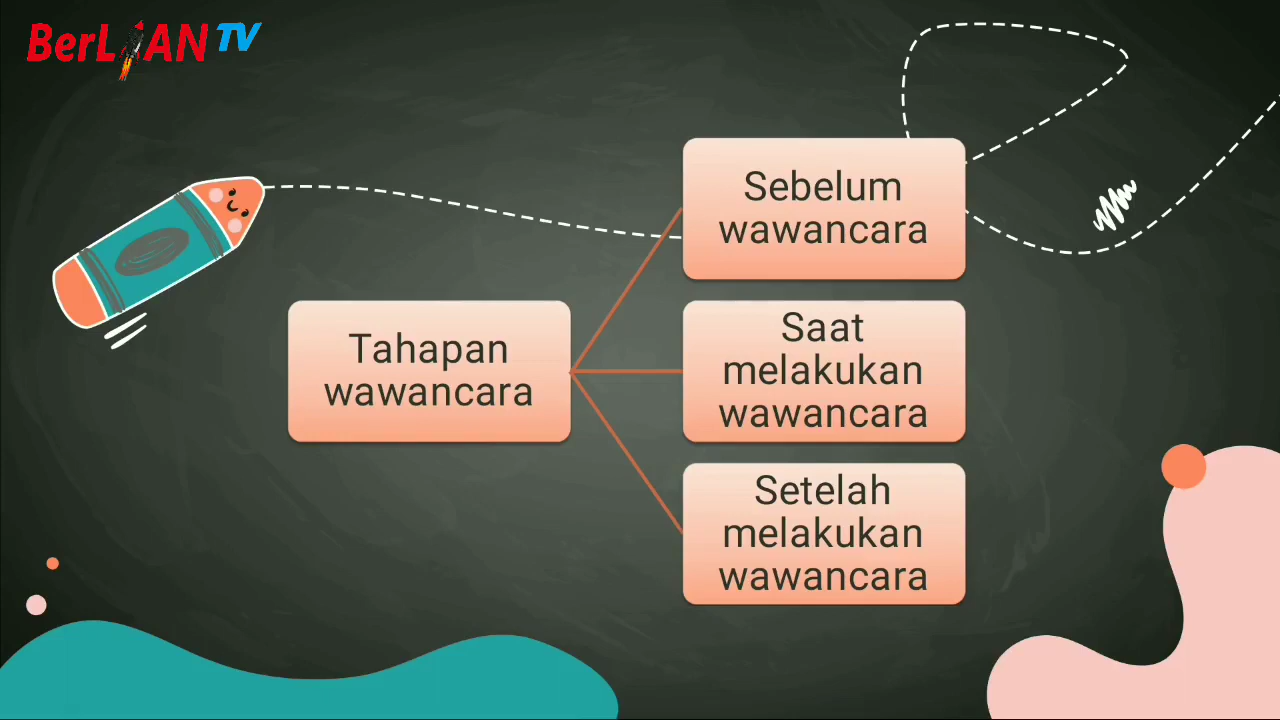 BerLiAN TV
Tahapan
wawancara
Sebelum
wawancara
Saat
melakukan
wawancara
Setelah
melakukan
wawancara